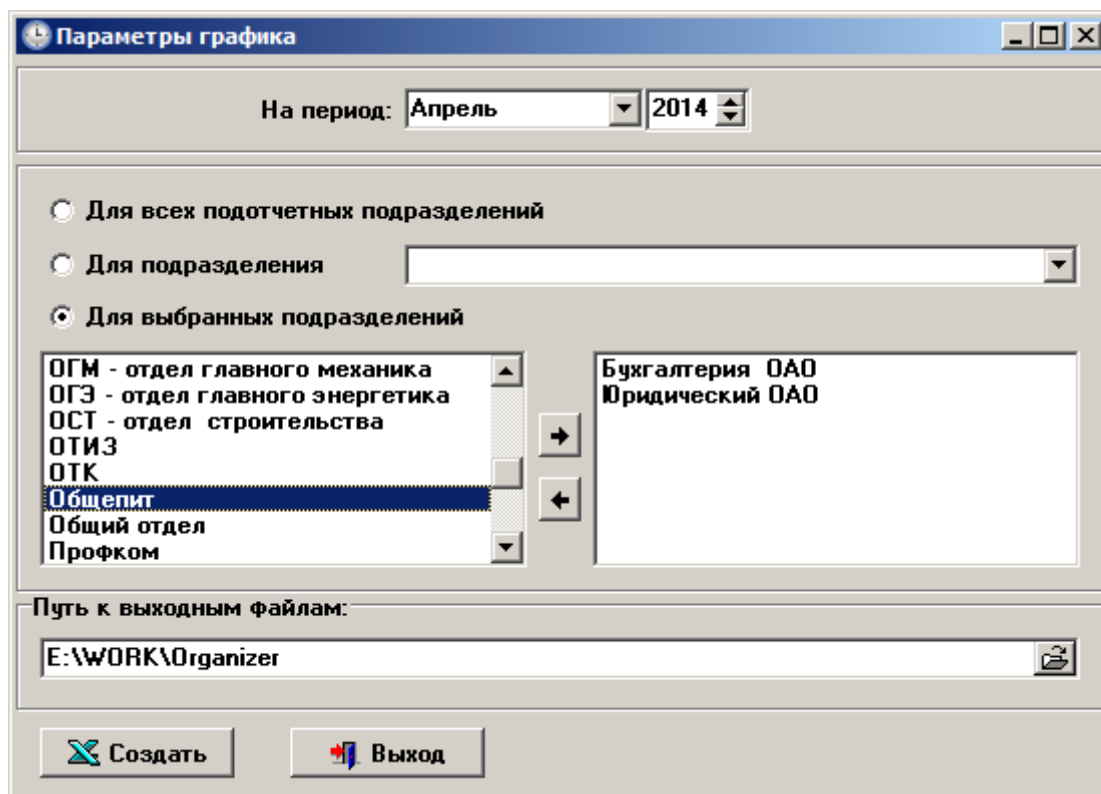 Параметры графика
На период: Апрель 2014
Для всех подотчетных подразделений
Для подразделения
Для выбранных подразделений
ОГМ - отдел главного механика
ОГЭ - отдел главного энергетика
ОСТ - отдел строительства
ОТИЗ
ОТК
Общепит
Общий отдел
Профком
Бухгалтерия ОАО
Юридический ОАО
Путь к выходным файлам:
E:\WORK\Organizer
Создать Выход